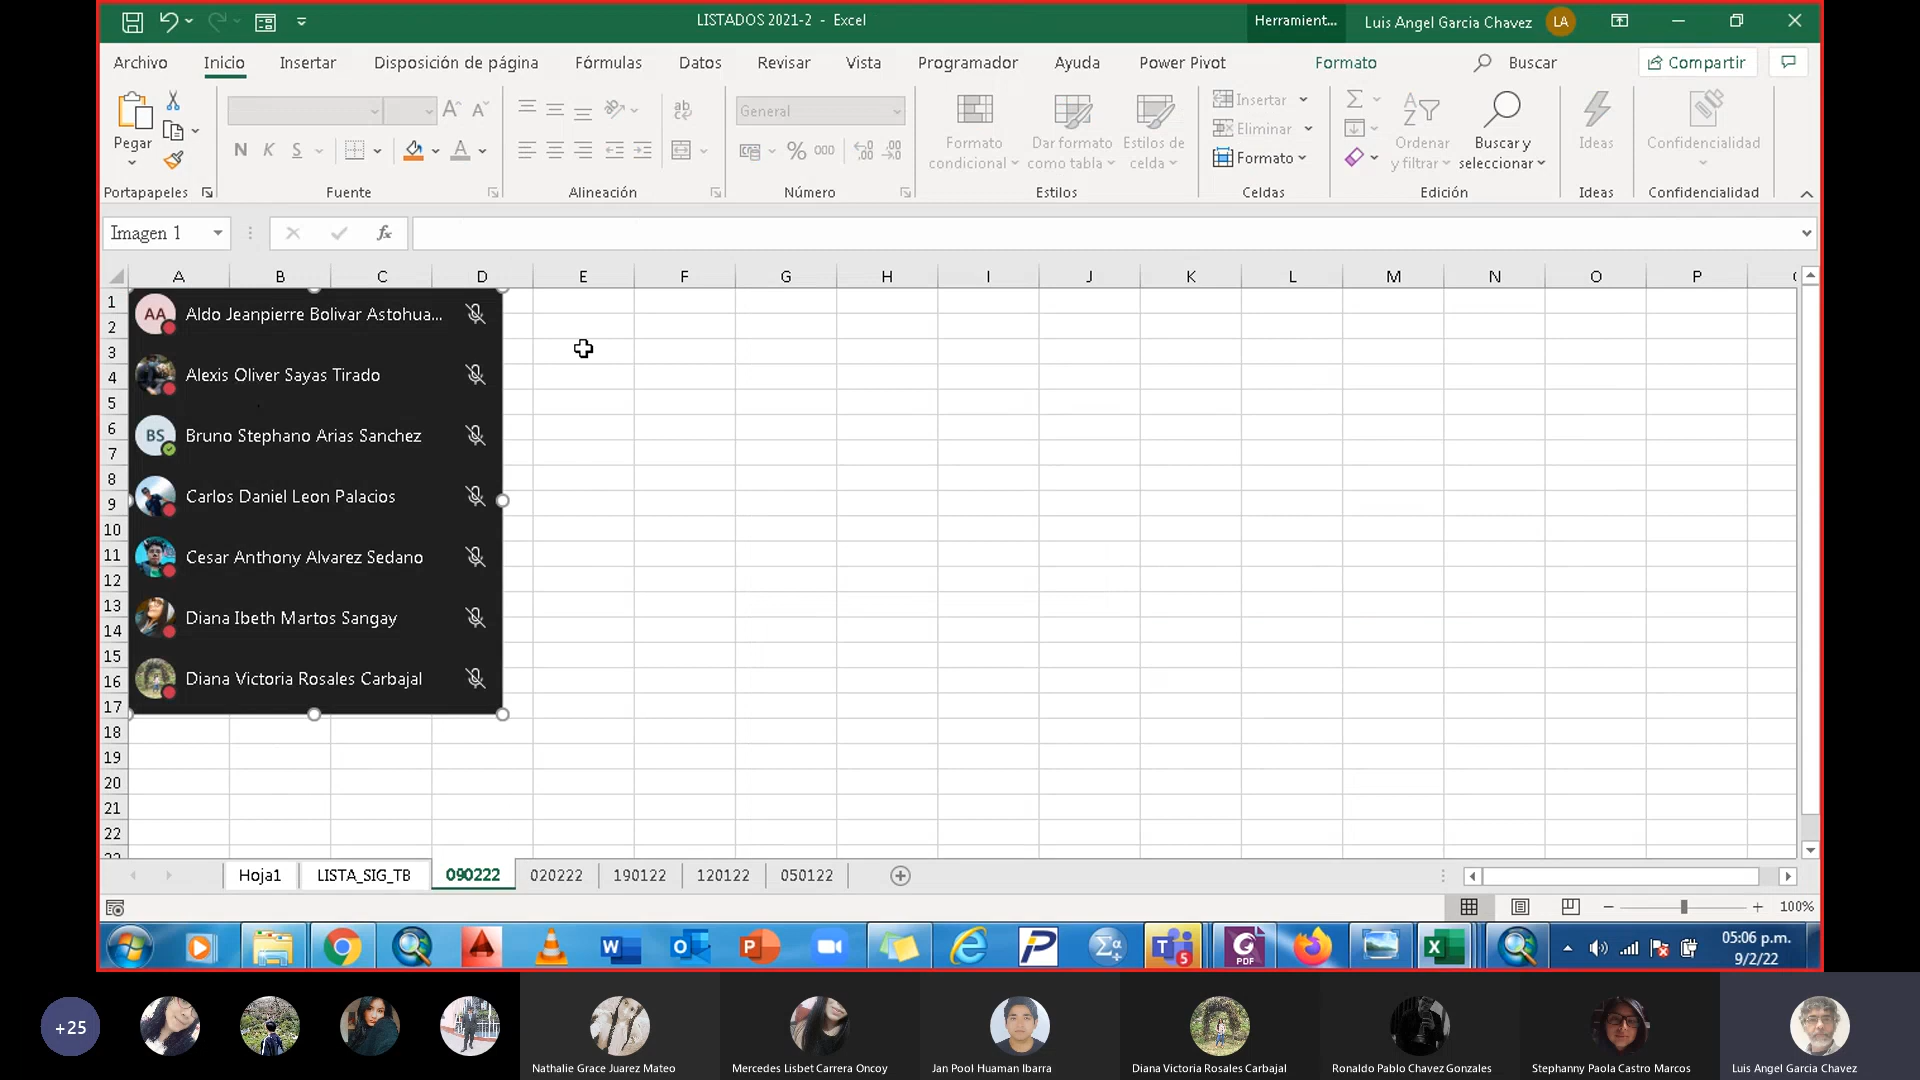 LISTADOS 2021-2 - Excel
Herramient...
Luis Angel Garcia Chavez
LA
Archivo
Inicio
Insertar
Disposición de página
Fórmulas
Datos
Revisar
Vista
Programador
Ayuda
Power Pivot
Formato
Buscar
Compartir
Pegar
Portapapeles
N K S
Fuente
Alineación
General
% 000
Número
Formato condicional
Dar formato como tabla
Estilos de celda
Estilos
Insertar
Eliminar
Formato
Celdas
Ordenar y filtrar
Buscar y seleccionar
Edición
Ideas
Ideas
Confidencialidad
Confidencialidad
Imagen 1
fx
A B C D E F G H I J K L M N O P
1
2
3
4
5
6
7
8
9
10
11
12
13
14
15
16
17
18
19
20
21
22
AA Aldo Jeanpierre Bolivar Astohua...
Alexis Oliver Sayas Tirado
BS Bruno Stephano Arias Sanchez
Carlos Daniel Leon Palacios
Cesar Anthony Alvarez Sedano
Diana Ibeth Martos Sangay
Diana Victoria Rosales Carbajal
Hoja1
LISTA_SIG_TB
090222
020222
190122
120122
050122
100%
05:06 p.m.
9/2/22
+25
Nathalie Grace Juarez Mateo
Mercedes Lisbet Carrera Oncoy
Jan Pool Huaman Ibarra
Diana Victoria Rosales Carbajal
Ronaldo Pablo Chavez Gonzales
Stephanny Paola Castro Marcos
Luis Angel Garcia Chavez